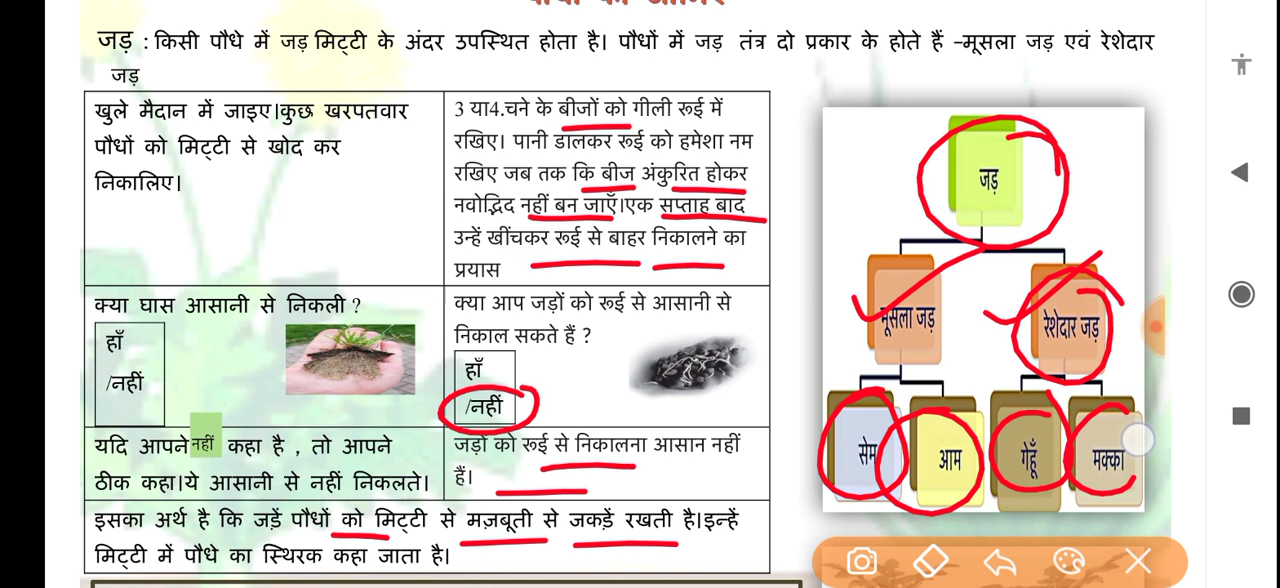 जड़ : किसी पौधे में जड़ मिट्टी के अंदर उपस्थित होता है। पौधों में जड़ तंत्र दो प्रकार के होते हैं –मूसला जड़ एवं रेशेदार
जड़
खुले मैदान में जाइए।कुछ खरपतवार
पौधों को मिट्टी से खोद कर
निकालिए।
3 या4.चने के बीजों को गीली रूई में
रखिए। पानी डालकर रूई को हमेशा नम
रखिए जब तक कि बीज अंकुरित होकर
नवोद्भिद नहीं बन जाएँ।एक सप्ताह बाद
उन्हें खींचकर रूई से बाहर निकालने का
प्रयास
क्या घास आसानी से निकली ?
हाँ
/नहीं
क्या आप जड़ों को रूई से आसानी से
निकाल सकते हैं ?
हाँ
/नहीं
यदि आपने नहीं कहा है , तो आपने
ठीक कहा।ये आसानी से नहीं निकलते।
जड़ों को रूई से निकालना आसान नहीं
हैं।
इसका अर्थ है कि जड़ें पौधों को मिट्टी से मज़बूती से जकड़ें रखती है।इन्हें
मिट्टी में पौधे का स्थिरक कहा जाता है।
जड़
मूसला जड़
रेशेदार जड़
सेम
आम
गेहूँ
मक्का